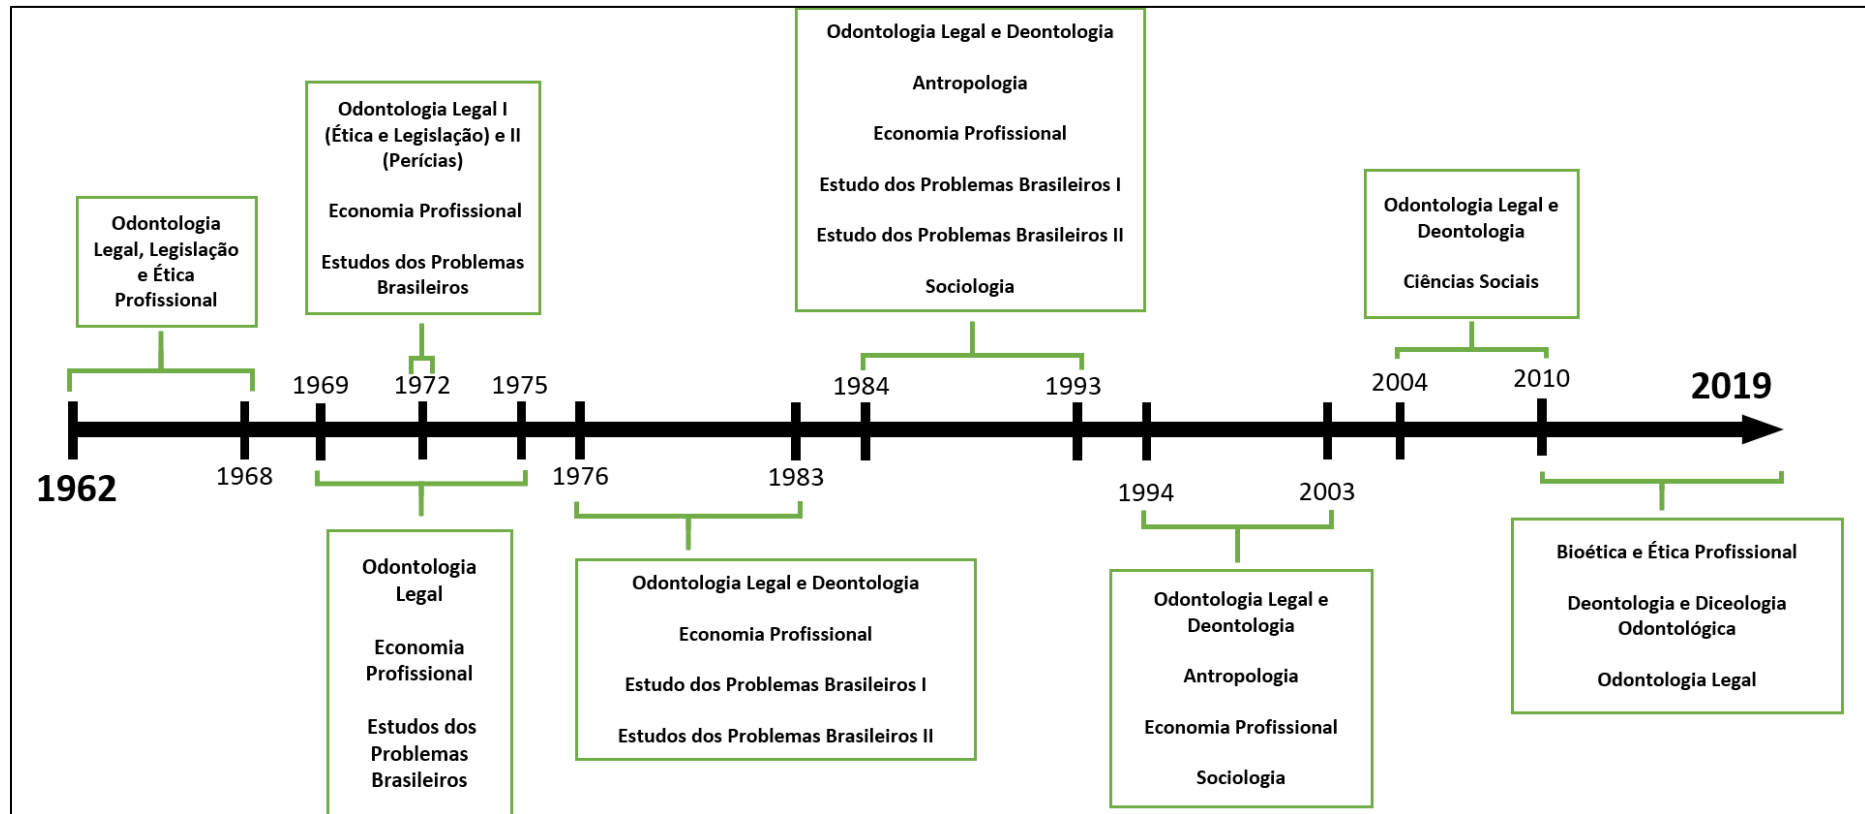 Odontologia
Legal, Legislação
e Ética
Profissional
Odontologia Legal I
(Ética e Legislação) e II
(Perícias)
Economia Profissional
Estudos dos Problemas
Brasileiros
Odontologia Legal e Deontologia
Antropologia
Economia Profissional
Estudo dos Problemas Brasileiros I
Estudo dos Problemas Brasileiros II
Sociologia
Odontologia Legal e
Deontologia
Ciências Sociais
1969
1972
1975
1984
1993
2004
2010
2019
1962
1968
1976
1983
1994
2003
Odontologia
Legal
Economia
Profissional
Estudos dos
Problemas
Brasileiros
Odontologia Legal e Deontologia
Economia Profissional
Estudo dos Problemas Brasileiros I
Estudos dos Problemas Brasileiros II
Odontologia Legal e
Deontologia
Antropologia
Economia Profissional
Sociologia
Bioética e Ética Profissional
Deontologia e Diceologia
Odontológica
Odontologia Legal